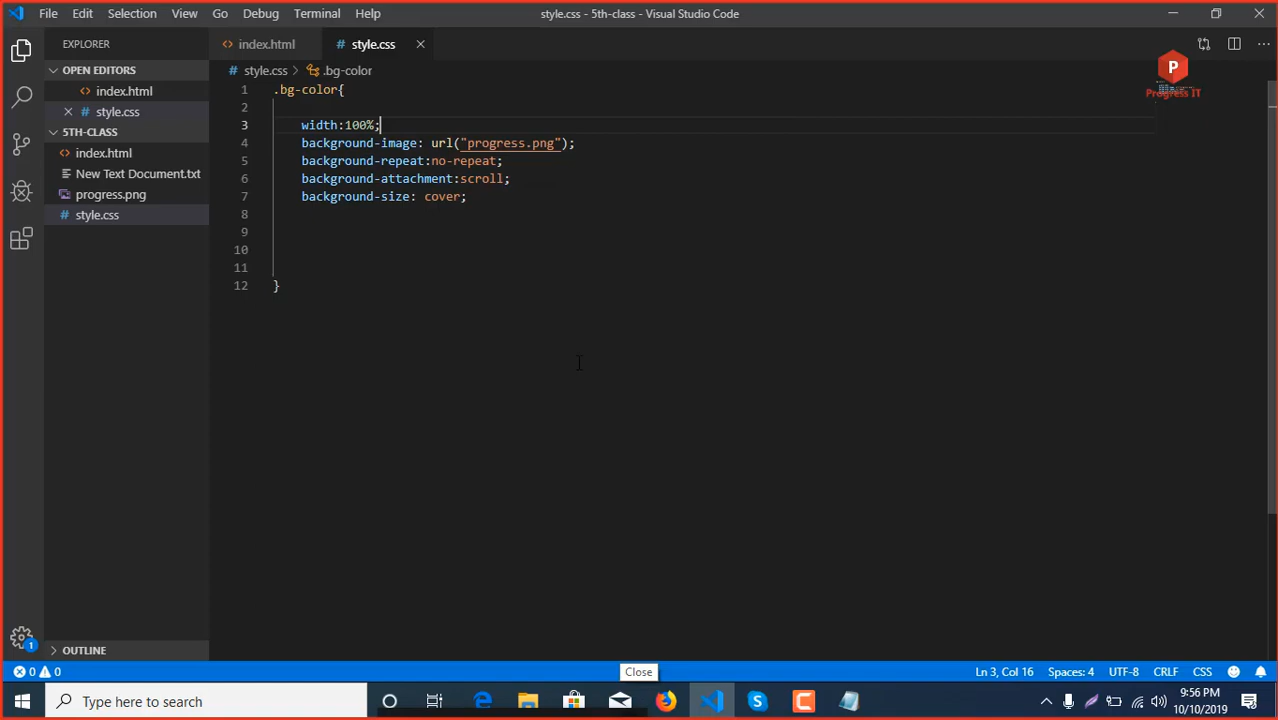 File Edit Selection View Go Debug Terminal Help style.css - 5th-class - Visual Studio Code
EXPLORER
index.html style.css
OPEN EDITORS
index.html
style.css
5TH-CLASS
index.html
New Text Document.txt
progress.png
style.css
OUTLINE
style.css > .bg-color
1 .bg-color{
2
3 width:100%;
4 background-image: url("progress.png");
5 background-repeat:no-repeat;
6 background-attachment:scroll;
7 background-size: cover;
8
9
10
11
12 }
P
Progress IT
1
0 0 Ln 3, Col 16 Spaces: 4 UTF-8 CRLF CSS
Close
Type here to search
9:56 PM
10/10/2019